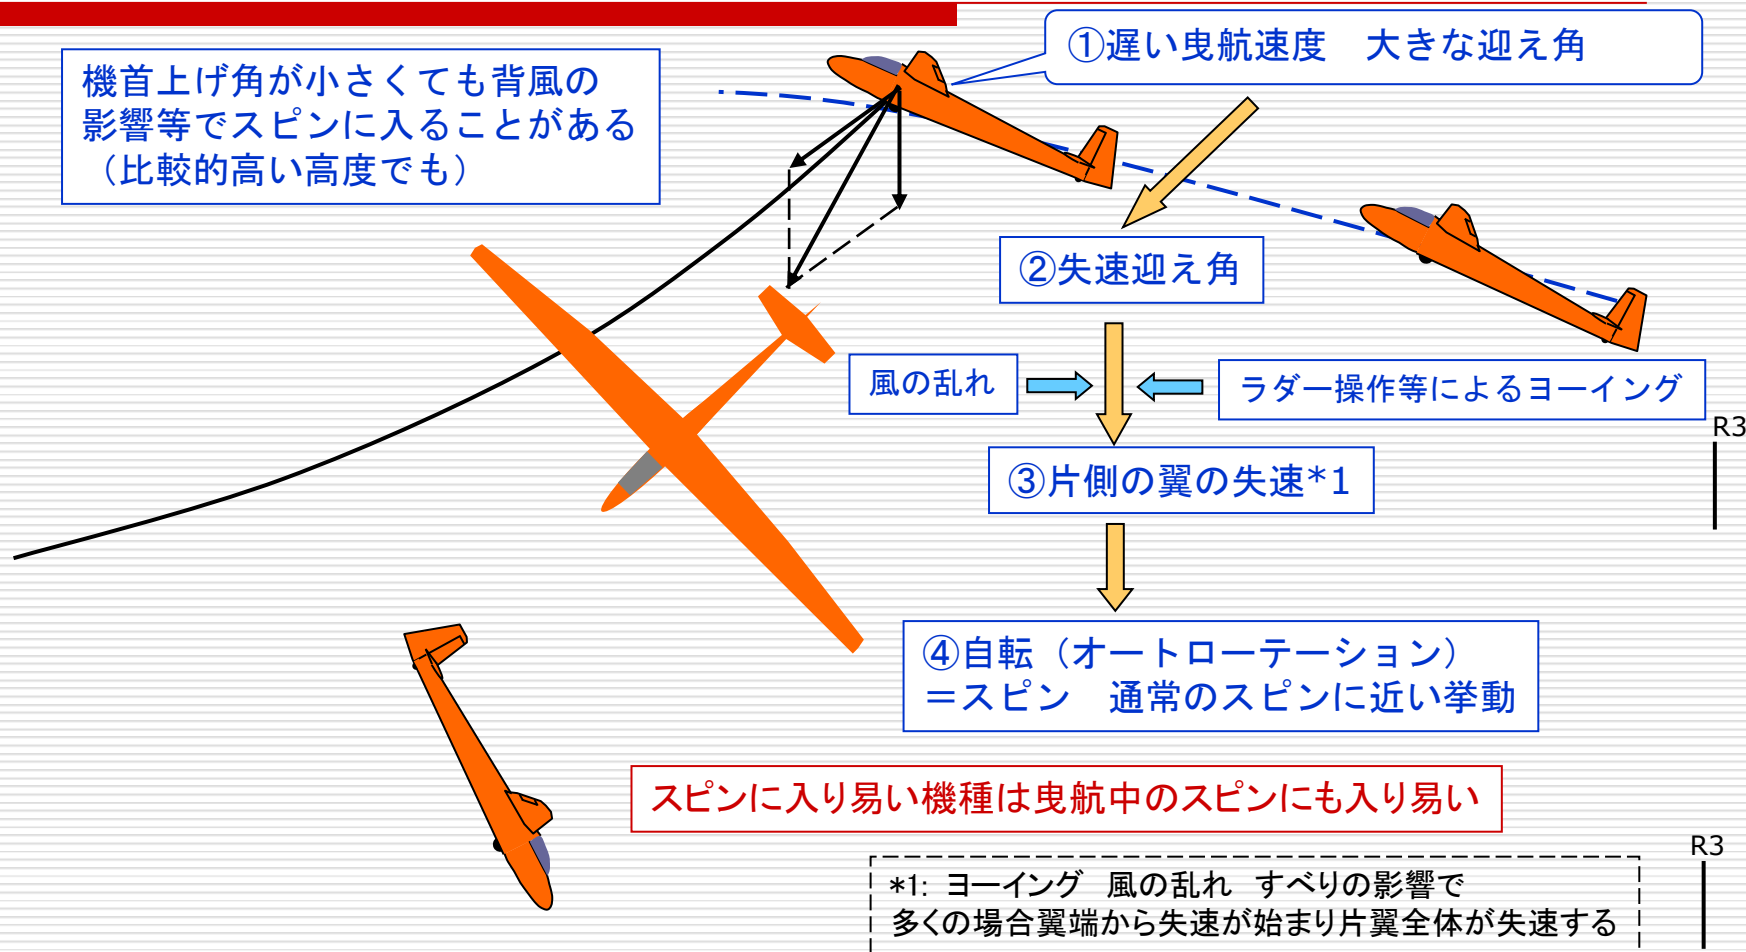 ①遅い曳航速度　大きな迎え角
機首上げ角が小さくても背風の
影響等でスピンに入ることがある
（比較的高い高度でも）
②失速迎え角
風の乱れ
ラダー操作等によるヨーイング
R3
③片側の翼の失速*1
④自転（オートローテーション）
＝スピン　通常のスピンに近い挙動
スピンに入り易い機種は曳航中のスピンにも入り易い
R3
*1: ヨーイング　風の乱れ　すべりの影響で
多くの場合翼端から失速が始まり片翼全体が失速する